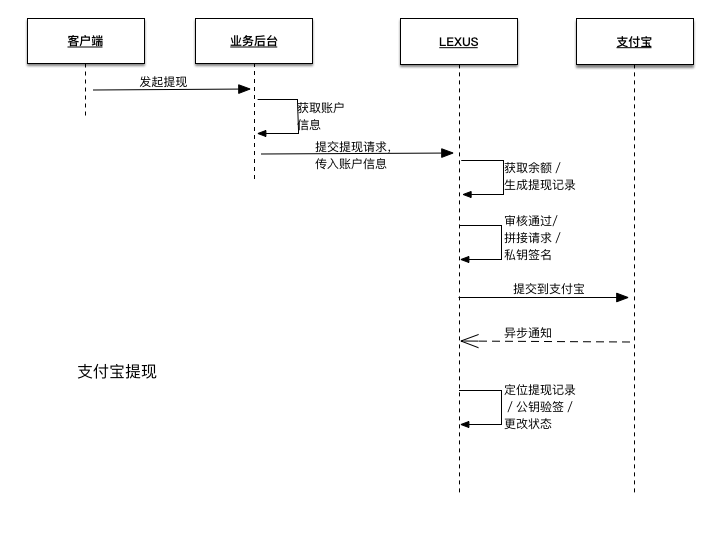 客户端
业务后台
LEXUS
支付宝
发起提现
获取账户
信息
提交提现请求,
传入账户信息
获取余额 /
生成提现记录
审核通过/
拼接请求 /
私钥签名
提交到支付宝
异步通知
支付宝提现
定位提现记录
/ 公钥验签 /
更改状态